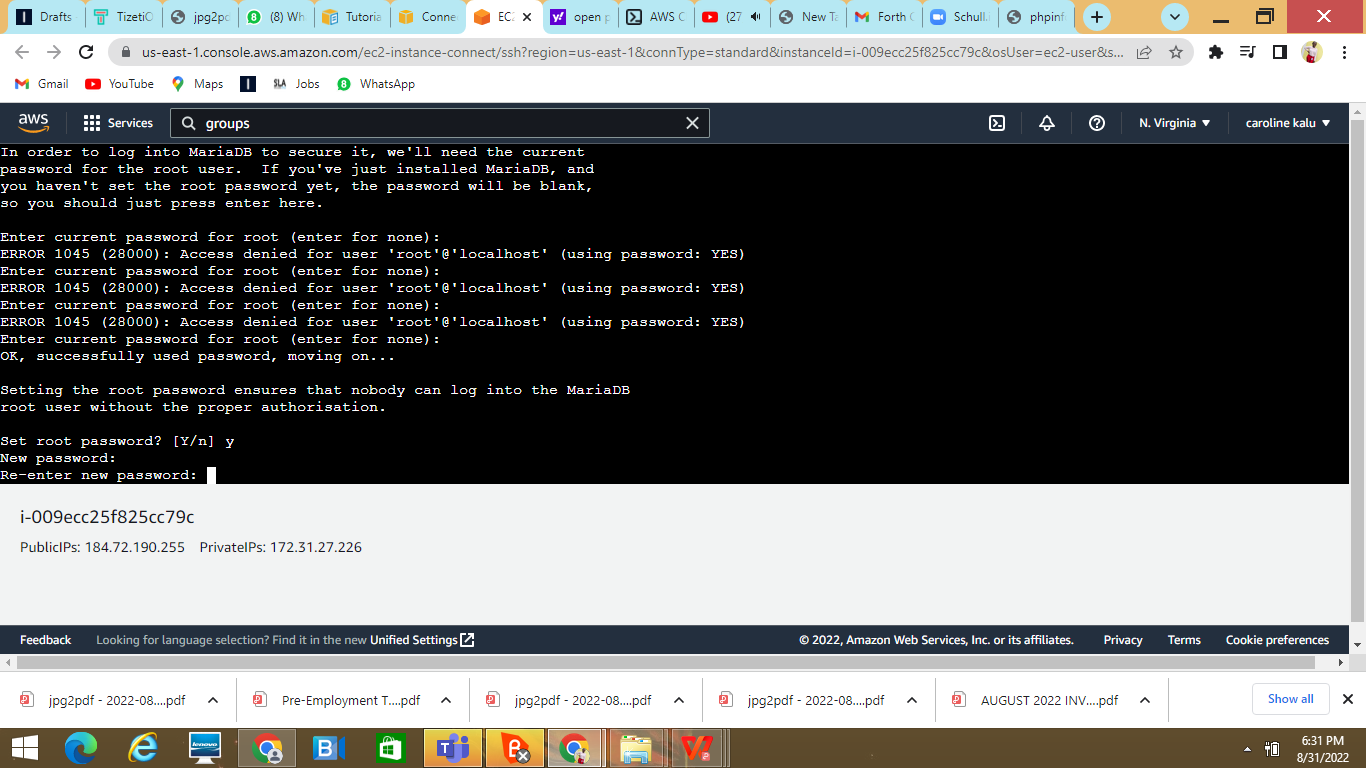 Drafts
TizetiO
jpg2pd
(8) Wh
Tutoria
Conne
EC2
open p
AWS C
(27
New Ta
Forth C
Schull.i
phpinf
us-east-1.console.aws.amazon.com/ec2-instance-connect/ssh?region=us-east-1&connType=standard&instanceId=i-009ecc25f825cc79c&osUser=ec2-user&s...
Gmail
YouTube
Maps
SLA Jobs
WhatsApp
aws
Services
groups
N. Virginia
caroline kalu
In order to log into MariaDB to secure it, we'll need the current
password for the root user. If you've just installed MariaDB, and
you haven't set the root password yet, the password will be blank,
so you should just press enter here.
Enter current password for root (enter for none):
ERROR 1045 (28000): Access denied for user 'root'@'localhost' (using password: YES)
Enter current password for root (enter for none):
ERROR 1045 (28000): Access denied for user 'root'@'localhost' (using password: YES)
Enter current password for root (enter for none):
ERROR 1045 (28000): Access denied for user 'root'@'localhost' (using password: YES)
Enter current password for root (enter for none):
OK, successfully used password, moving on...
Setting the root password ensures that nobody can log into the MariaDB
root user without the proper authorisation.
Set root password? [Y/n] y
New password:
Re-enter new password:
i-009ecc25f825cc79c
PublicIPs: 184.72.190.255 PrivateIPs: 172.31.27.226
Feedback
Looking for language selection? Find it in the new Unified Settings
© 2022, Amazon Web Services, Inc. or its affiliates.
Privacy
Terms
Cookie preferences
jpg2pdf - 2022-08....pdf
Pre-Employment T....pdf
jpg2pdf - 2022-08....pdf
jpg2pdf - 2022-08....pdf
AUGUST 2022 INV....pdf
Show all
lenovo
6:31 PM
8/31/2022